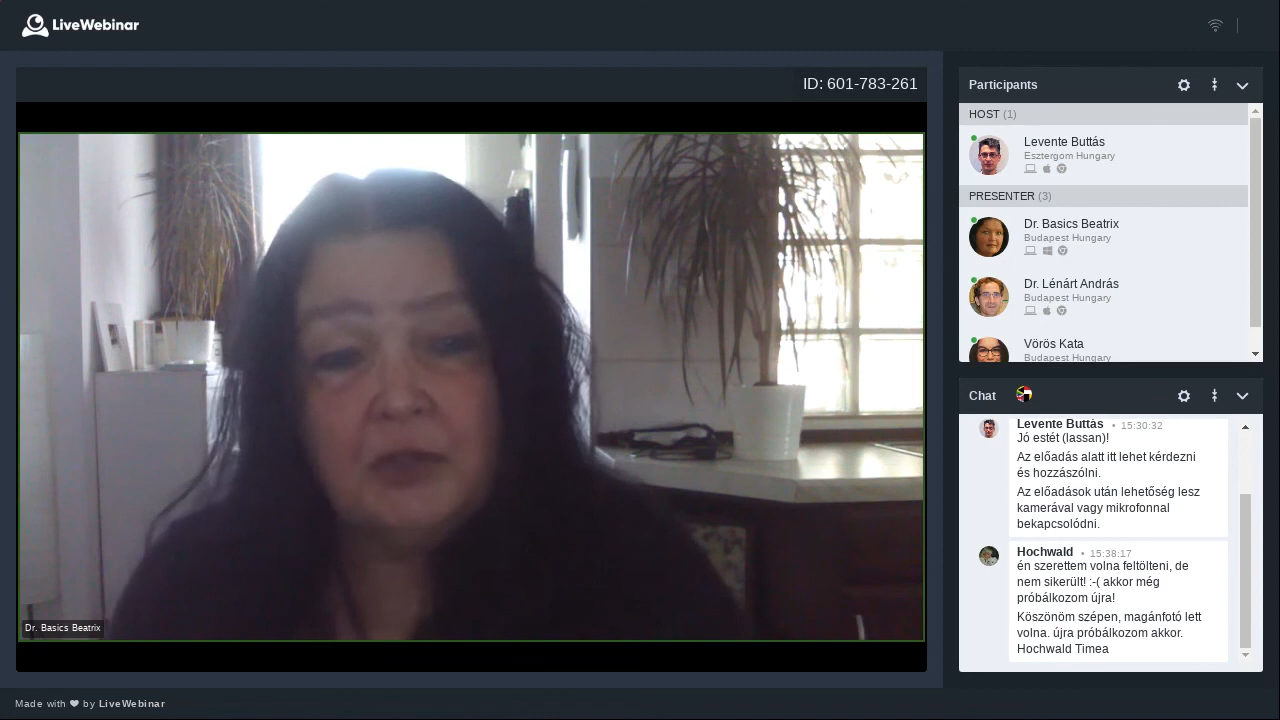 LiveWebinar
ID: 601-783-261
Dr. Basics Beatrix
Participants
HOST (1)
Levente Buttás
Esztergom Hungary
PRESENTER (3)
Dr. Basics Beatrix
Budapest Hungary
Dr. Lénárt András
Budapest Hungary
Vörös Kata
Budapest Hungary
Chat
Levente Buttás • 15:30:32
Jó estét (lassan)!
Az előadás alatt itt lehet kérdezni
és hozzászólni.
Az előadások után lehetőség lesz
kamerával vagy mikrofonnal
bekapcsolódni.
Hochwald • 15:38:17
én szerettem volna feltölteni, de
nem sikerült! :-( akkor még
próbálkozom újra!
Köszönöm szépen, magánfotó lett
volna. újra próbálkozom akkor.
Hochwald Timea
Made with ❤ by LiveWebinar